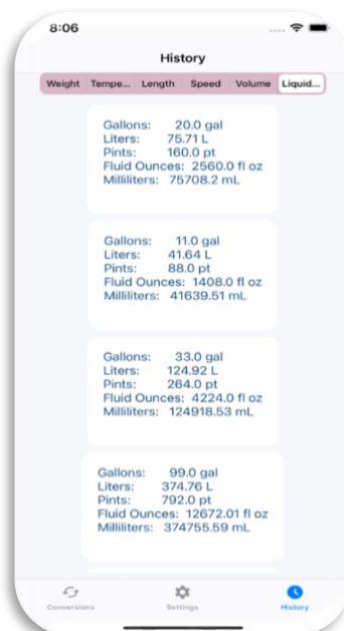 8:06
History
Weight Tempe... Length Speed Volume Liquid...
Gallons: 20.0 gal
Liters: 75.71 L
Pints: 160.0 pt
Fluid Ounces: 2560.0 fl oz
Milliliters: 75708.2 mL
Gallons: 11.0 gal
Liters: 41.64 L
Pints: 88.0 pt
Fluid Ounces: 1408.0 fl oz
Milliliters: 41639.51 mL
Gallons: 33.0 gal
Liters: 124.92 L
Pints: 264.0 pt
Fluid Ounces: 4224.0 fl oz
Milliliters: 124918.53 mL
Gallons: 99.0 gal
Liters: 374.76 L
Pints: 792.0 pt
Fluid Ounces: 12672.01 fl oz
Milliliters: 374755.59 mL
Conversions Settings History